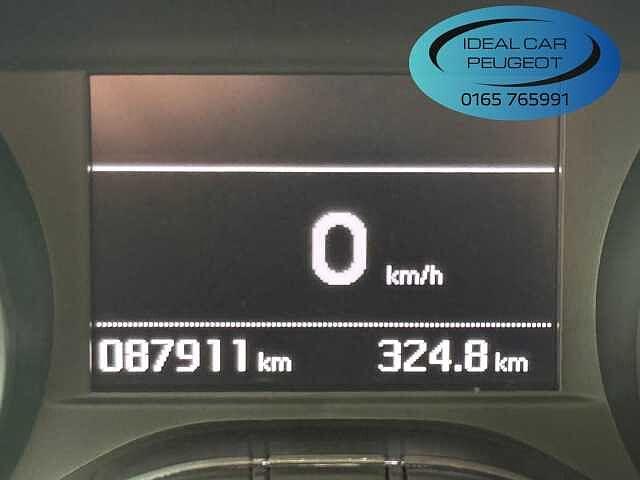 IDEAL CAR
PEUGEOT
0165 765991
0 km/h
087911 km 324.8 km